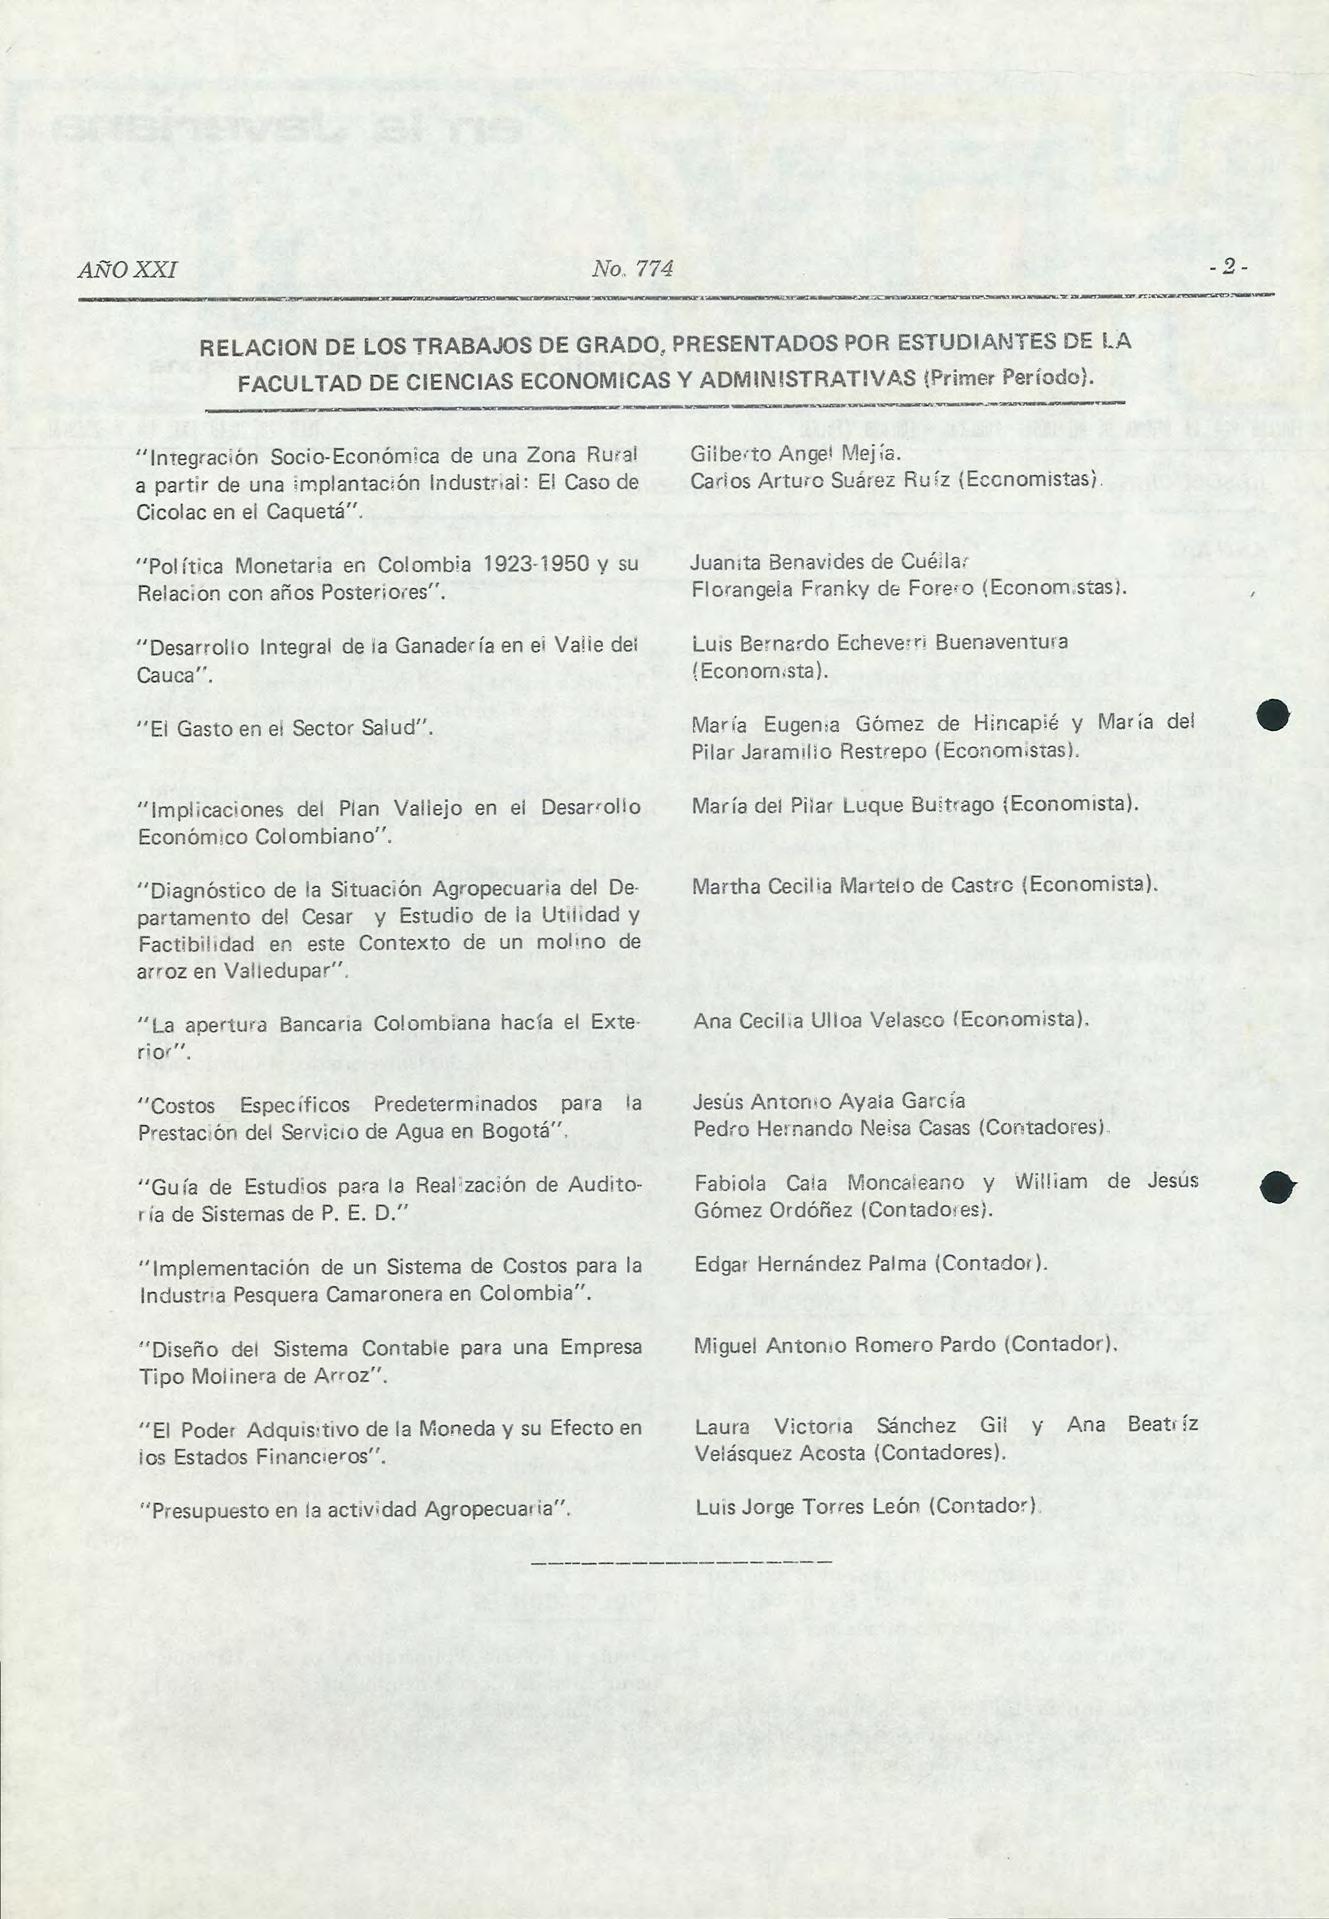 AÑO XXI No. 774 - 2 -
RELACION DE LOS TRABAJOS DE GRADO, PRESENTADOS POR ESTUDIANTES DE LA
FACULTAD DE CIENCIAS ECONOMICAS Y ADMINISTRATIVAS (Primer Período).
"Integración Socio-Económica de una Zona Rural
a partir de una implantación Industrial: El Caso de
Cicolac en el Caquetá".
Gilberto Angel Mejía.
Carlos Arturo Suárez Ruíz (Economistas).
"Política Monetaria en Colombia 1923-1950 y su
Relación con años Posteriores".
Juanita Benavides de Cuéllar
Florangela Franky de Forero (Economistas).
"Desarrollo Integral de la Ganadería en el Valle del
Cauca".
Luis Bernardo Echeverri Buenaventura
(Economista).
"El Gasto en el Sector Salud".
María Eugenia Gómez de Hincapié y María del
Pilar Jaramillo Restrepo (Economistas).
"Implicaciones del Plan Vallejo en el Desarrollo
Económico Colombiano".
María del Pilar Luque Buitrago (Economista).
"Diagnóstico de la Situación Agropecuaria del De-
partamento del Cesar y Estudio de la Utilidad y
Factibilidad en este Contexto de un molino de
arroz en Valledupar".
Martha Cecilia Martelo de Castro (Economista).
"La apertura Bancaria Colombiana hacía el Exte-
rior".
Ana Cecilia Ulloa Velasco (Economista).
"Costos Específicos Predeterminados para la
Prestación del Servicio de Agua en Bogotá".
Jesús Antonio Ayala García
Pedro Hernando Neisa Casas (Contadores).
"Guía de Estudios para la Realización de Audito-
ría de Sistemas de P. E. D."
Fabiola Cala Moncaleano y William de Jesús
Gómez Ordóñez (Contadores).
"Implementación de un Sistema de Costos para la
Industria Pesquera Camaronera en Colombia".
Edgar Hernández Palma (Contador).
"Diseño del Sistema Contable para una Empresa
Tipo Molinera de Arroz".
Miguel Antonio Romero Pardo (Contador).
"El Poder Adquisitivo de la Moneda y su Efecto en
los Estados Financieros".
Laura Victoria Sánchez Gil y Ana Beatríz
Velásquez Acosta (Contadores).
"Presupuesto en la actividad Agropecuaria".
Luis Jorge Torres León (Contador).